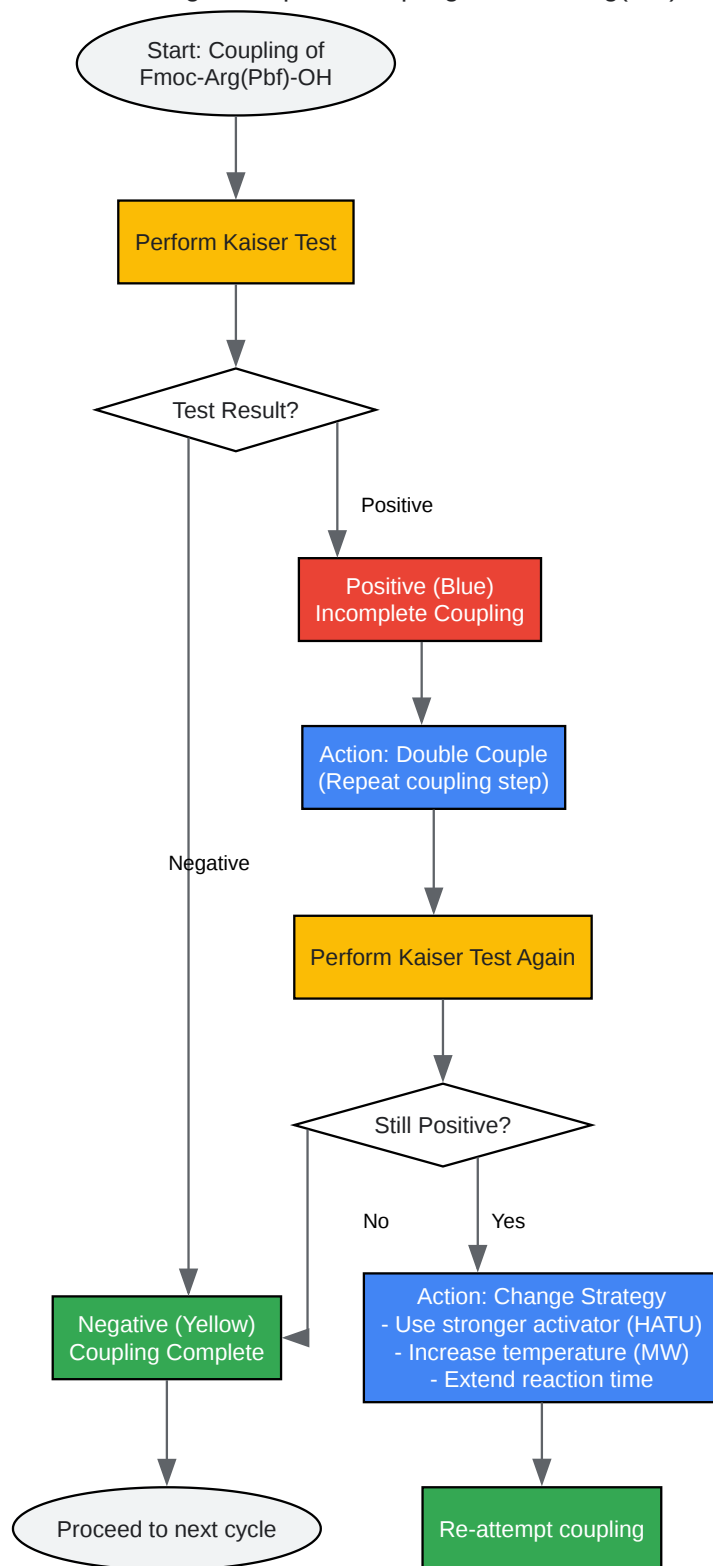 Start: Coupling of
Fmoc-Arg(Pbf)-OH
Perform Kaiser Test
Test Result?
Positive
Positive (Blue)
Incomplete Coupling
Action: Double Couple
(Repeat coupling step)
Negative
Perform Kaiser Test Again
Still Positive?
No
Yes
Negative (Yellow)
Coupling Complete
Action: Change Strategy
- Use stronger activator (HATU)
- Increase temperature (MW)
- Extend reaction time
Proceed to next cycle
Re-attempt coupling